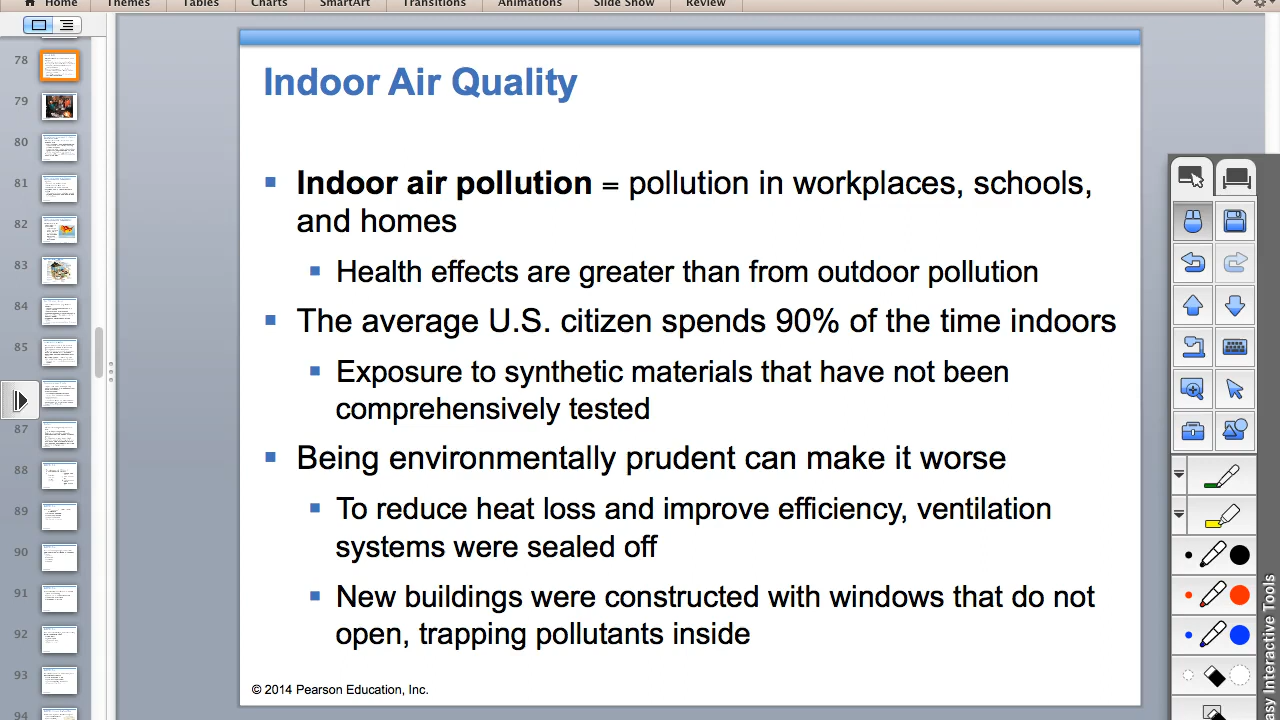 Home Themes Tables Charts SmartArt Transitions Animations Slide Show Review
78
79
80
81
82
83
84
85
87
88
89
90
91
92
93
94
Indoor Air Quality
Indoor air pollution = pollution in workplaces, schools,
and homes
Health effects are greater than from outdoor pollution
The average U.S. citizen spends 90% of the time indoors
Exposure to synthetic materials that have not been
comprehensively tested
Being environmentally prudent can make it worse
To reduce heat loss and improve efficiency, ventilation
systems were sealed off
New buildings were constructed with windows that do not
open, trapping pollutants inside
© 2014 Pearson Education, Inc.
Interactive Tools